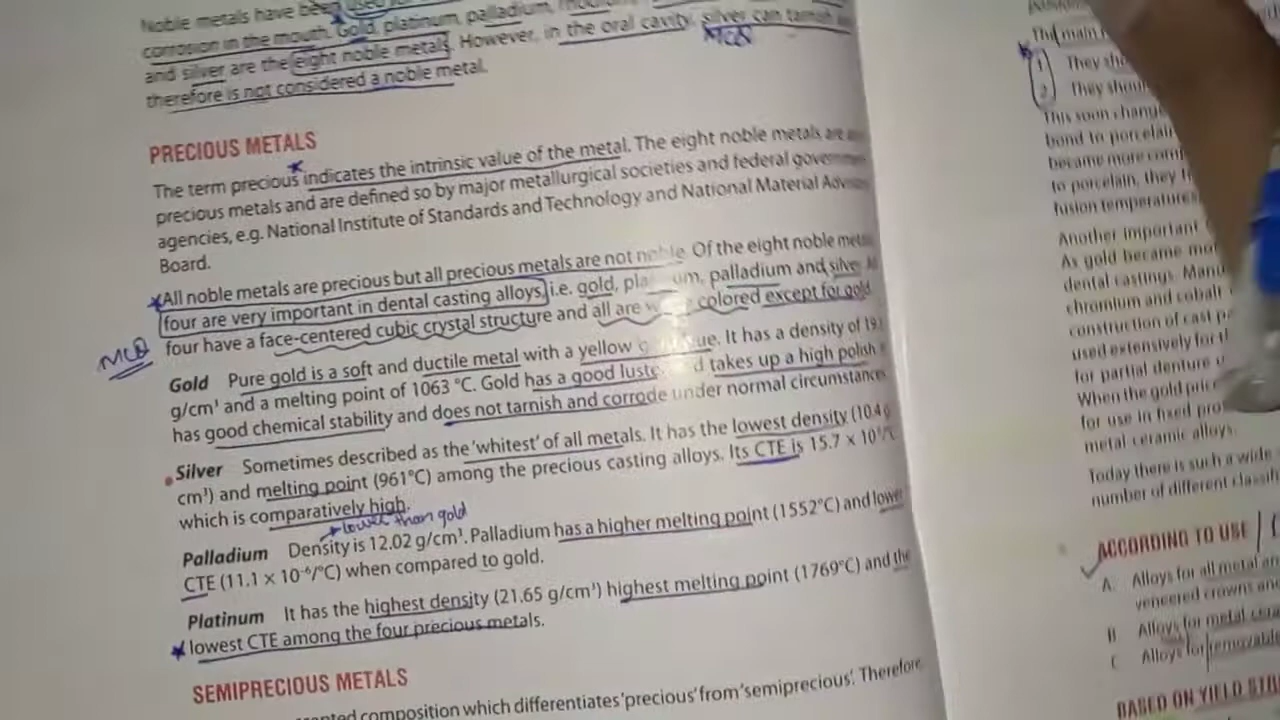 Noble metals have been used
corrosion in the mouth. Gold, platinum, palladium,
and silver are the eight noble metals. However, in the oral cavity, silver can tarnish
MCQ
therefore is not considered a noble metal.
PRECIOUS METALS
The term precious indicates the intrinsic value of the metal. The eight noble metals are
precious metals and are defined so by major metallurgical societies and federal
agencies, e.g. National Institute of Standards and Technology and National Material
Board.
All noble metals are precious but all precious metals are not noble. Of the eight noble
four are very important in dental casting alloys, i.e. gold, palladium and silver.
MCQ
four have a face-centered cubic crystal structure and all are colored except for gold.
Gold Pure gold is a soft and ductile metal with a yellow It has a density of
g/cm³ and a melting point of 1063 °C. Gold has a good takes up a high polish
has good chemical stability and does not tarnish and corrode under normal circumstances
Silver Sometimes described as the 'whitest' of all metals. It has the lowest density (10.4 g
cm³) and melting point (961°C) among the precious casting alloys. Its CTE is 15.7 ×
which is comparatively high.
lower than gold
Palladium Density is 12.02 g/cm³. Palladium has a higher melting point (1552°C) and lower
CTE (11.1 × 10⁻⁶/°C) when compared to gold.
Platinum It has the highest density (21.65 g/cm³) highest melting point (1769°C) and the
lowest CTE among the four precious metals.
SEMIPRECIOUS METALS
composition which differentiates 'precious' from 'semiprecious'. Therefore
The main
1 They
2 They
This soon
bond to porcelain
became more
to porcelain, they
fusion temperatures
Another important
As gold became
dental castings.
chromium and cobalt
construction of cast
used extensively for
for partial denture
When the gold
for use in fixed
metal ceramic alloys.
Today there is such a wide
number of different
ACCORDING TO USE
A. Alloys for all metal
veneered crowns
B Alloys for metal
C Alloys for removable
BASED ON YIELD